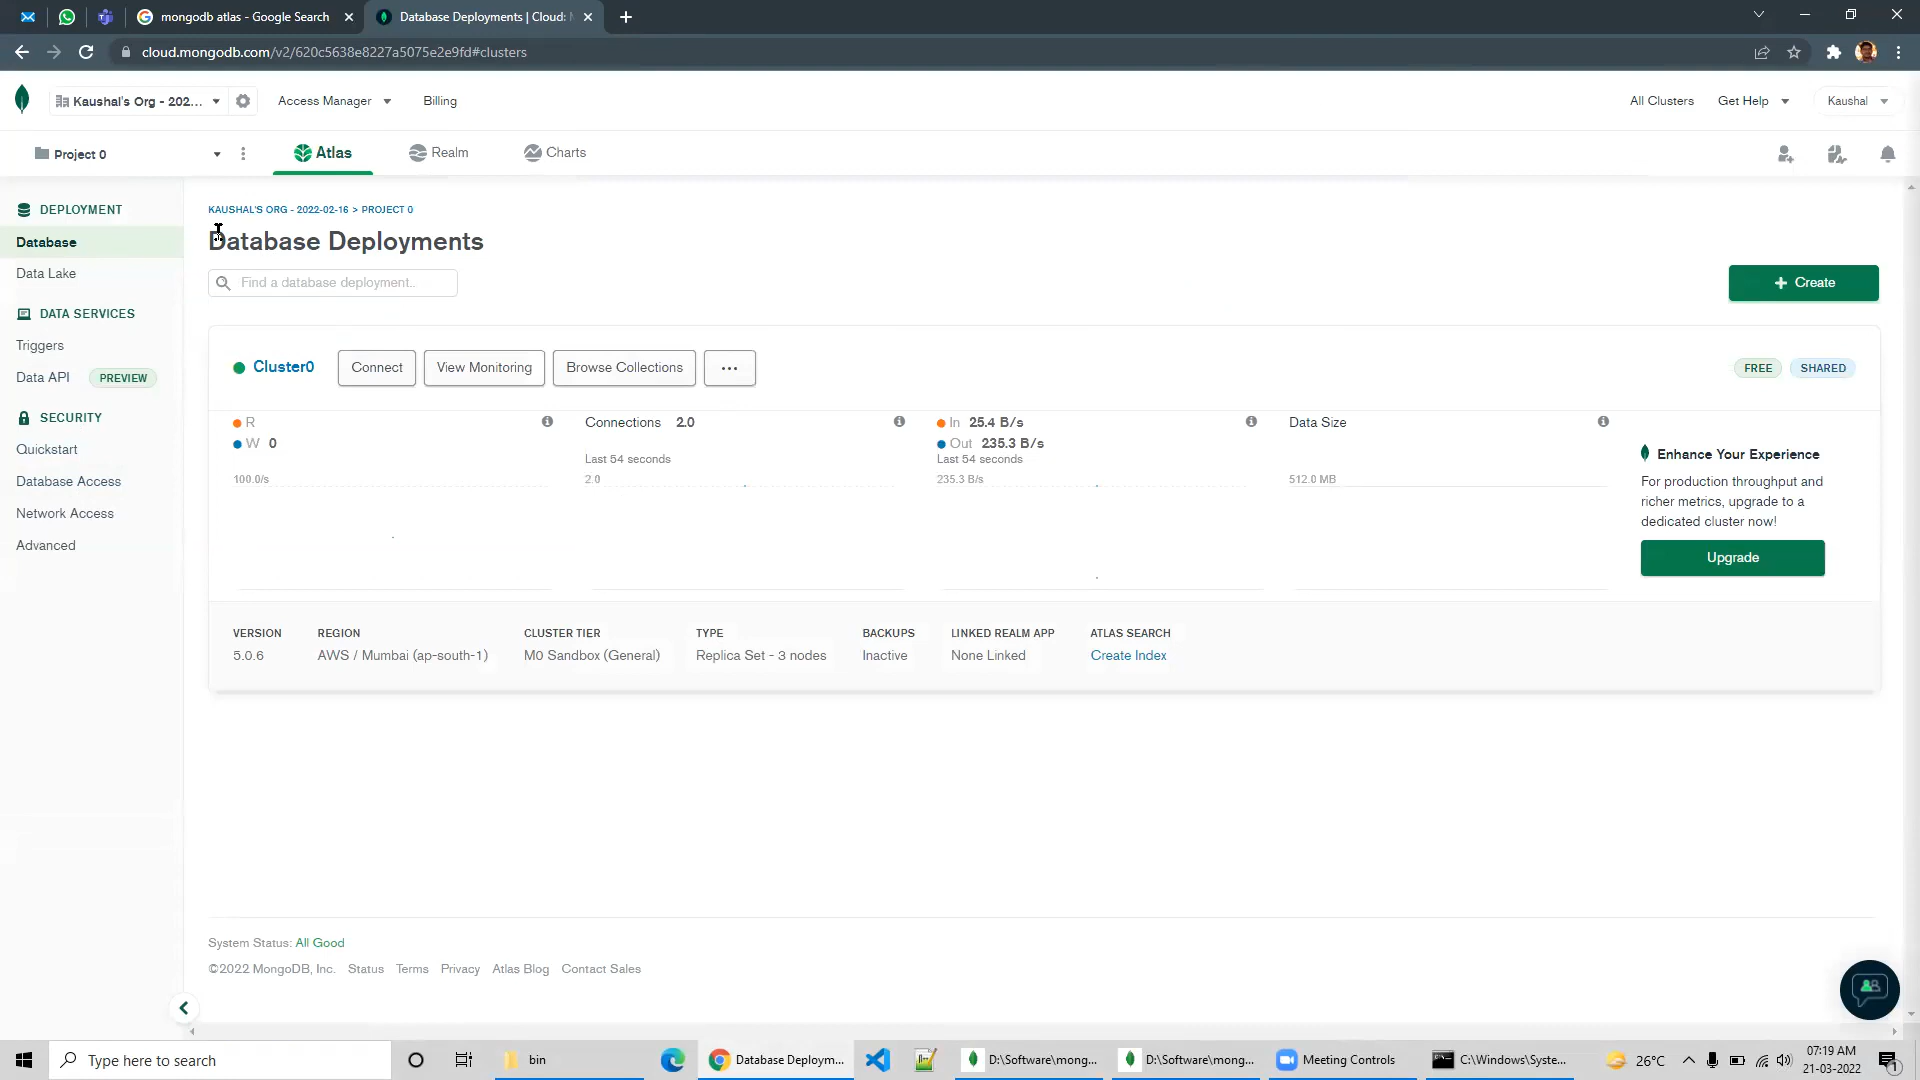 mongodb atlas - Google Search
Database Deployments | Cloud:
cloud.mongodb.com/v2/620c5638e8227a5075e2e9fd#clusters
Kaushal's Org - 202...
Access Manager
Billing
All Clusters
Get Help
Kaushal
Project 0
Atlas
Realm
Charts
DEPLOYMENT
Database
Data Lake
DATA SERVICES
Triggers
Data API PREVIEW
SECURITY
Quickstart
Database Access
Network Access
Advanced
KAUSHAL'S ORG - 2022-02-16 > PROJECT 0
Database Deployments
Find a database deployment..
+ Create
Cluster0
Connect
View Monitoring
Browse Collections
...
FREE
SHARED
R
W 0
100.0/s
Connections 2.0
Last 54 seconds
2.0
In 25.4 B/s
Out 235.3 B/s
Last 54 seconds
235.3 B/s
Data Size
512.0 MB
Enhance Your Experience
For production throughput and
richer metrics, upgrade to a
dedicated cluster now!
Upgrade
VERSION
5.0.6
REGION
AWS / Mumbai (ap-south-1)
CLUSTER TIER
M0 Sandbox (General)
TYPE
Replica Set - 3 nodes
BACKUPS
Inactive
LINKED REALM APP
None Linked
ATLAS SEARCH
Create Index
System Status: All Good
©2022 MongoDB, Inc. Status Terms Privacy Atlas Blog Contact Sales
Type here to search
bin
Database Deploym...
D:\Software\mong...
D:\Software\mong...
Meeting Controls
C:\Windows\Syste...
26°C
07:19 AM
21-03-2022
1